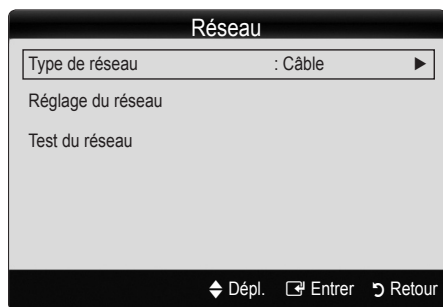 Réseau
Type de réseau : Câble ►
Réglage du réseau
Test du réseau
Dépl. Entrer Retour